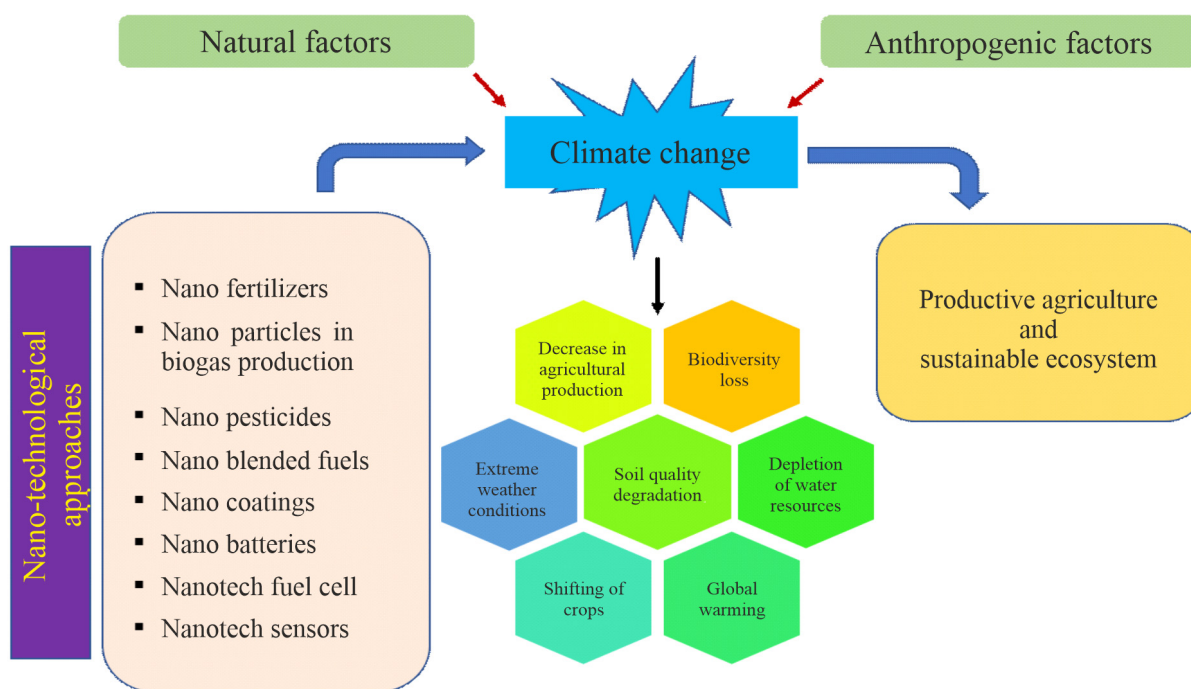 Natural factors
Anthropogenic factors
Climate change
Nano-technological
approaches
▪ Nano fertilizers
▪ Nano particles in
biogas production
▪ Nano pesticides
▪ Nano blended fuels
▪ Nano coatings
▪ Nano batteries
▪ Nanotech fuel cell
▪ Nanotech sensors
Decrease in
agricultural
production
Biodiversity
loss
Extreme
weather
conditions
Soil quality
degradation
Depletion
of water
resources
Shifting of
crops
Global
warming
Productive agriculture
and
sustainable ecosystem